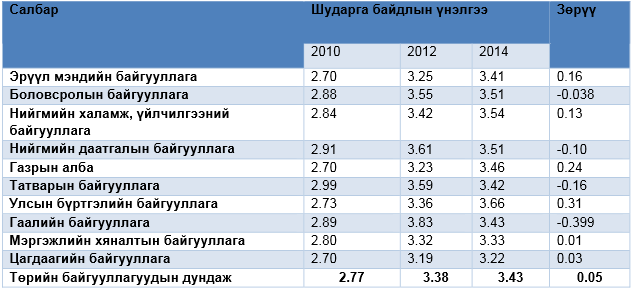 Салбар Шударга байдлын үнэлгээ Зөрүү
2010 2012 2014
Эрүүл мэндийн байгууллага 2.70 3.25 3.41 0.16
Боловсролын байгууллага 2.88 3.55 3.51 -0.038
Нийгмийн халамж, үйлчилгээний 2.84 3.42 3.54 0.13
байгууллага
Нийгмийн даатгалын байгууллага 2.91 3.61 3.51 -0.10
Газрын алба 2.70 3.23 3.46 0.24
Татварын байгууллага 2.99 3.59 3.42 -0.16
Улсын бүртгэлийн байгууллага 2.73 3.36 3.66 0.31
Гаалийн байгууллага 2.89 3.83 3.43 -0.399
Мэргэжлийн хяналтын байгууллага 2.80 3.32 3.33 0.01
Цагдаагийн байгууллага 2.70 3.19 3.22 0.03
Төрийн байгууллагуудын дундаж 2.77 3.38 3.43 0.05